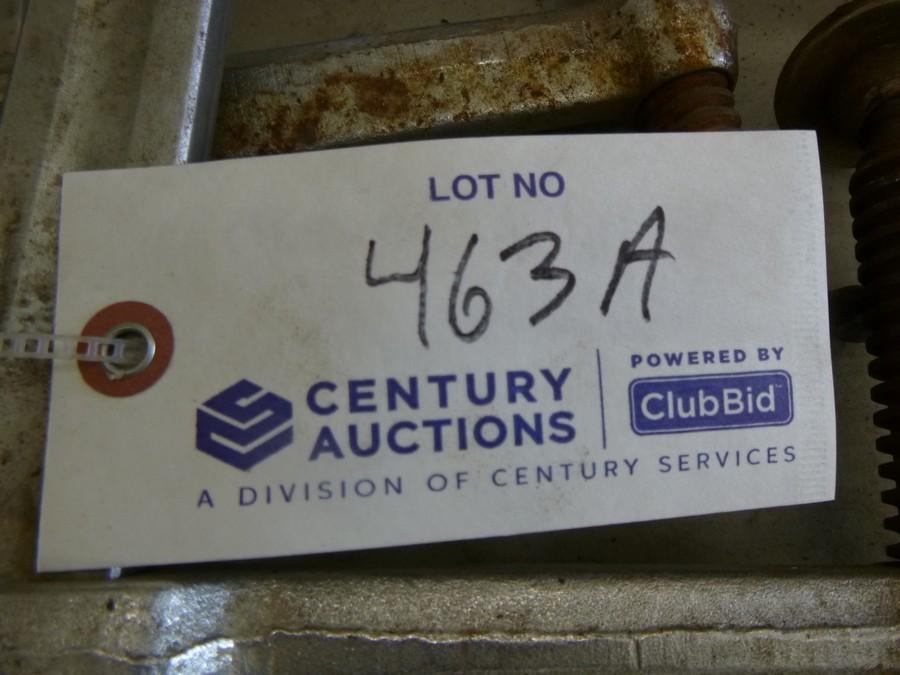 LOT NO
463A
CENTURY
AUCTIONS
POWERED BY
ClubBid™
A DIVISION OF CENTURY SERVICES